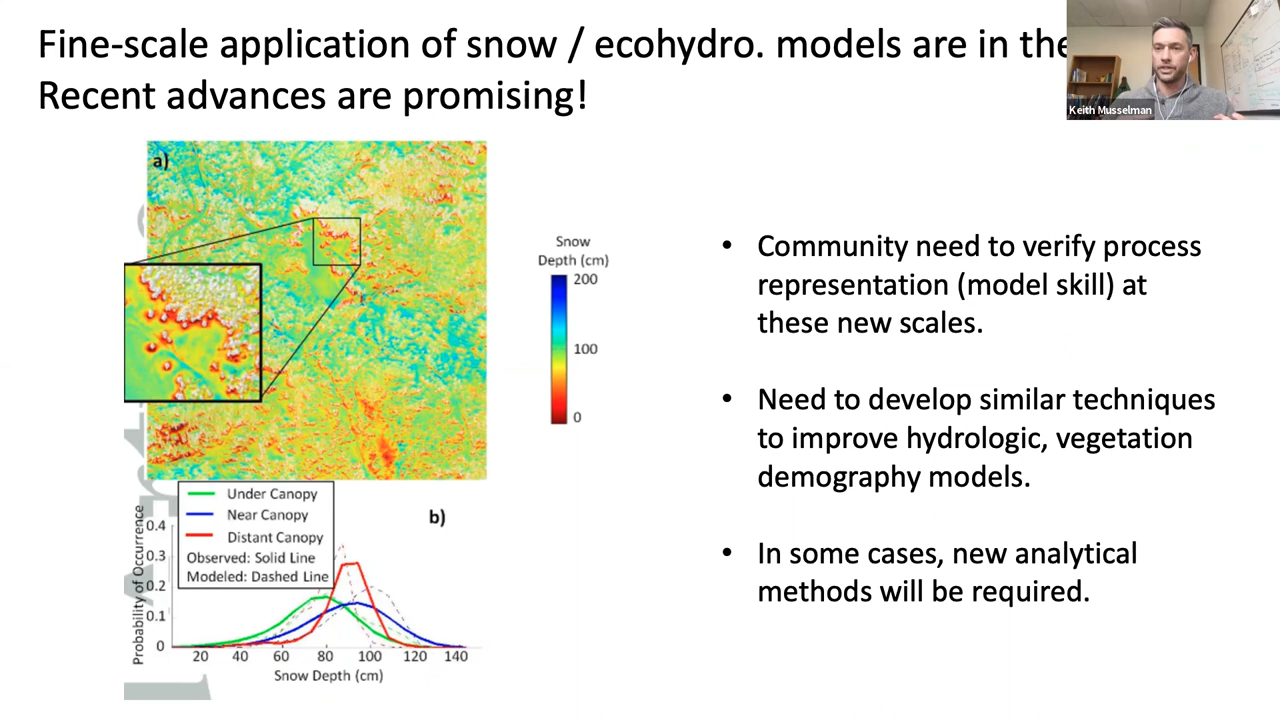 Fine-scale application of snow / ecohydro. models are in the
Recent advances are promising!
Keith Musselman
a)
Snow
Depth (cm)
200
100
0
Under Canopy
Near Canopy
Distant Canopy
Observed: Solid Line
Modeled: Dashed Line
b)
Probability of Occurrence
0.4
0.3
0.2
0.1
0
20 40 60 80 100 120 140
Snow Depth (cm)
• Community need to verify process
representation (model skill) at
these new scales.
• Need to develop similar techniques
to improve hydrologic, vegetation
demography models.
• In some cases, new analytical
methods will be required.